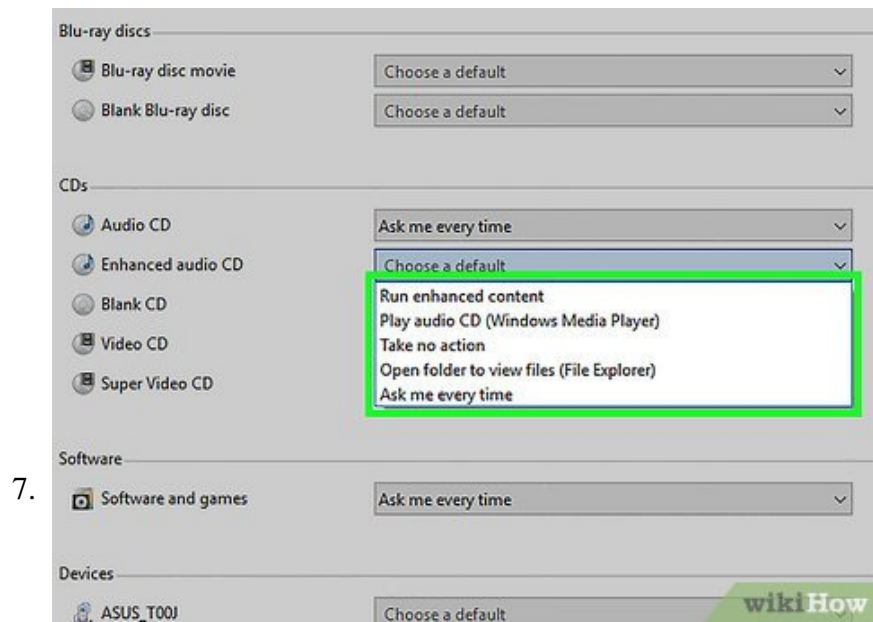 Blu-ray discs
Blu-ray disc movie Choose a default
Blank Blu-ray disc Choose a default
CDs
Audio CD Ask me every time
Enhanced audio CD Choose a default
Blank CD Run enhanced content
Play audio CD (Windows Media Player)
Video CD Take no action
Open folder to view files (File Explorer)
Super Video CD Ask me every time
Software
7. Software and games Ask me every time
Devices
ASUS_T00J Choose a default
wikiHow